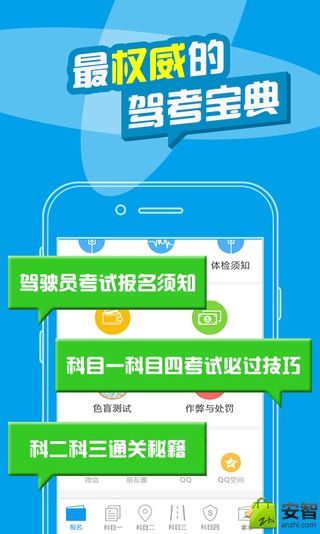 最权威的
驾考宝典
体检须知
驾驶员考试报名须知
科目一科目四考试必过技巧
色盲测试
作弊与处罚
科二科三通关秘籍
微信
朋友圈
QQ
QQ空间
报名
科目一
科目二
科目三
科目四
安智
anzhi.com
zhi